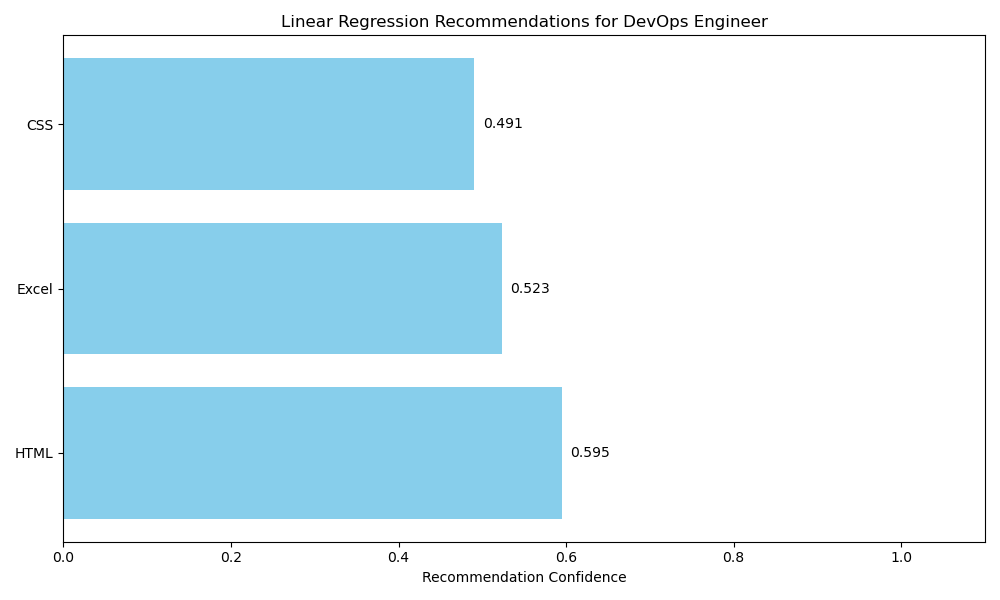 Linear Regression Recommendations for DevOps Engineer
CSS
0.491
Excel
0.523
HTML
0.595
0.0 0.2 0.4 0.6 0.8 1.0
Recommendation Confidence